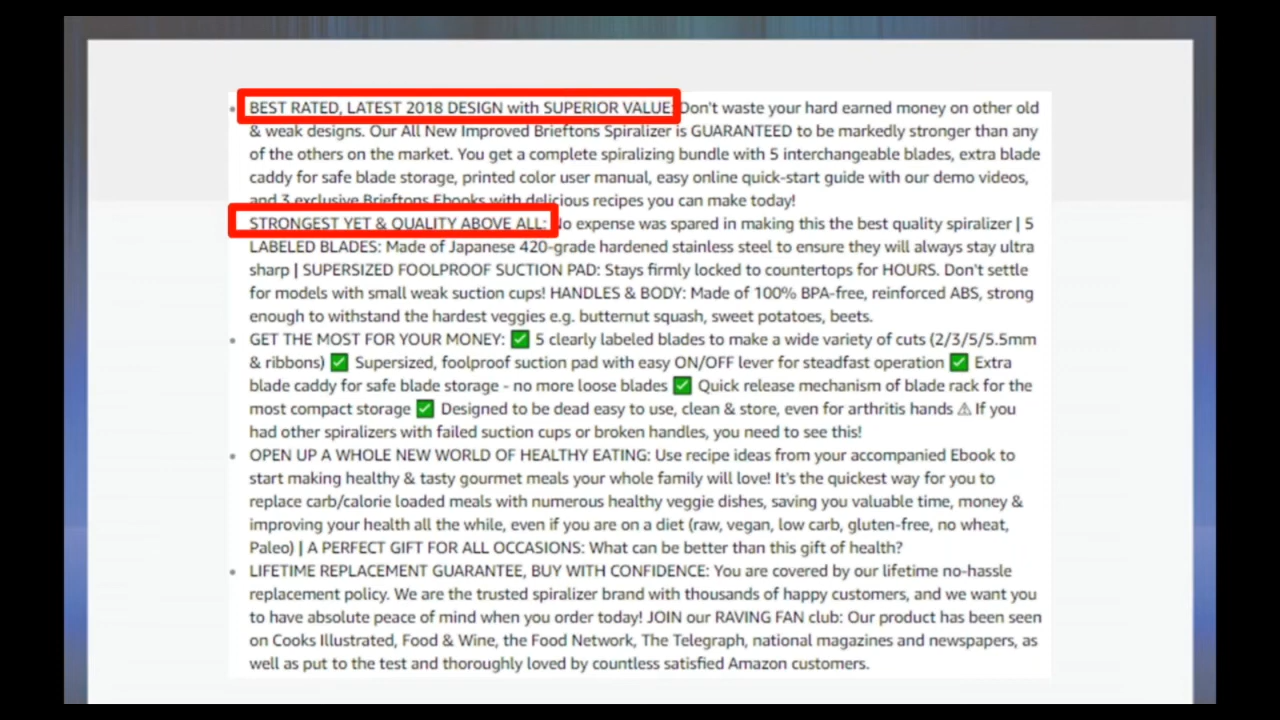 BEST RATED, LATEST 2018 DESIGN with SUPERIOR VALUE: Don't waste your hard earned money on other old
& weak designs. Our All New Improved Brieftons Spiralizer is GUARANTEED to be markedly stronger than any
of the others on the market. You get a complete spiralizing bundle with 5 interchangeable blades, extra blade
caddy for safe blade storage, printed color user manual, easy online quick-start guide with our demo videos,
and 3 exclusive Brieftons Ebooks with delicious recipes you can make today!
STRONGEST YET & QUALITY ABOVE ALL: No expense was spared in making this the best quality spiralizer | 5
LABELED BLADES: Made of Japanese 420-grade hardened stainless steel to ensure they will always stay ultra
sharp | SUPERSIZED FOOLPROOF SUCTION PAD: Stays firmly locked to countertops for HOURS. Don't settle
for models with small weak suction cups! HANDLES & BODY: Made of 100% BPA-free, reinforced ABS, strong
enough to withstand the hardest veggies e.g. butternut squash, sweet potatoes, beets.
GET THE MOST FOR YOUR MONEY: ✅ 5 clearly labeled blades to make a wide variety of cuts (2/3/5/5.5mm
& ribbons) ✅ Supersized, foolproof suction pad with easy ON/OFF lever for steadfast operation ✅ Extra
blade caddy for safe blade storage - no more loose blades ✅ Quick release mechanism of blade rack for the
most compact storage ✅ Designed to be dead easy to use, clean & store, even for arthritis hands ⚠ If you
had other spiralizers with failed suction cups or broken handles, you need to see this!
OPEN UP A WHOLE NEW WORLD OF HEALTHY EATING: Use recipe ideas from your accompanied Ebook to
start making healthy & tasty gourmet meals your whole family will love! It's the quickest way for you to
replace carb/calorie loaded meals with numerous healthy veggie dishes, saving you valuable time, money &
improving your health all the while, even if you are on a diet (raw, vegan, low carb, gluten-free, no wheat,
Paleo) | A PERFECT GIFT FOR ALL OCCASIONS: What can be better than this gift of health?
LIFETIME REPLACEMENT GUARANTEE, BUY WITH CONFIDENCE: You are covered by our lifetime no-hassle
replacement policy. We are the trusted spiralizer brand with thousands of happy customers, and we want you
to have absolute peace of mind when you order today! JOIN our RAVING FAN club: Our product has been seen
on Cooks Illustrated, Food & Wine, the Food Network, The Telegraph, national magazines and newspapers, as
well as put to the test and thoroughly loved by countless satisfied Amazon customers.